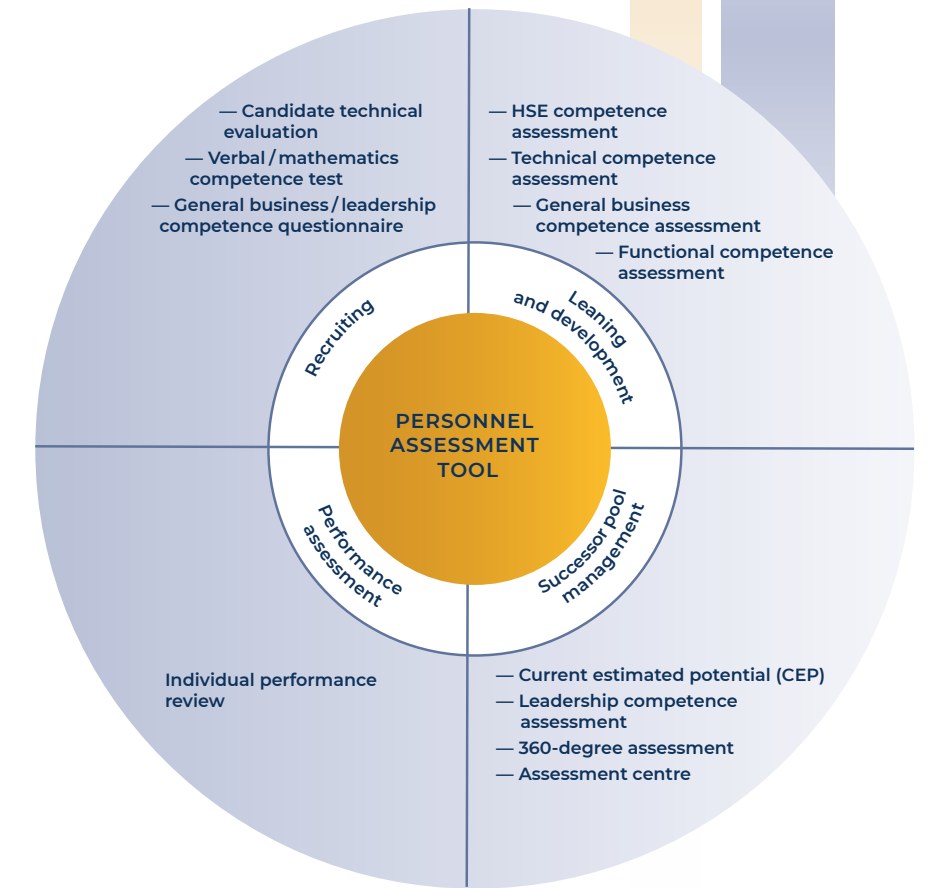 — Candidate technical
evaluation
— Verbal / mathematics
competence test
— General business / leadership
competence questionnaire
— HSE competence
assessment
— Technical competence
assessment
— General business
competence assessment
— Functional competence
assessment
Recruiting
Leaning
and development
PERSONNEL
ASSESSMENT
TOOL
Performance
assessment
Successor pool
management
Individual performance
review
— Current estimated potential (CEP)
— Leadership competence
assessment
— 360-degree assessment
— Assessment centre